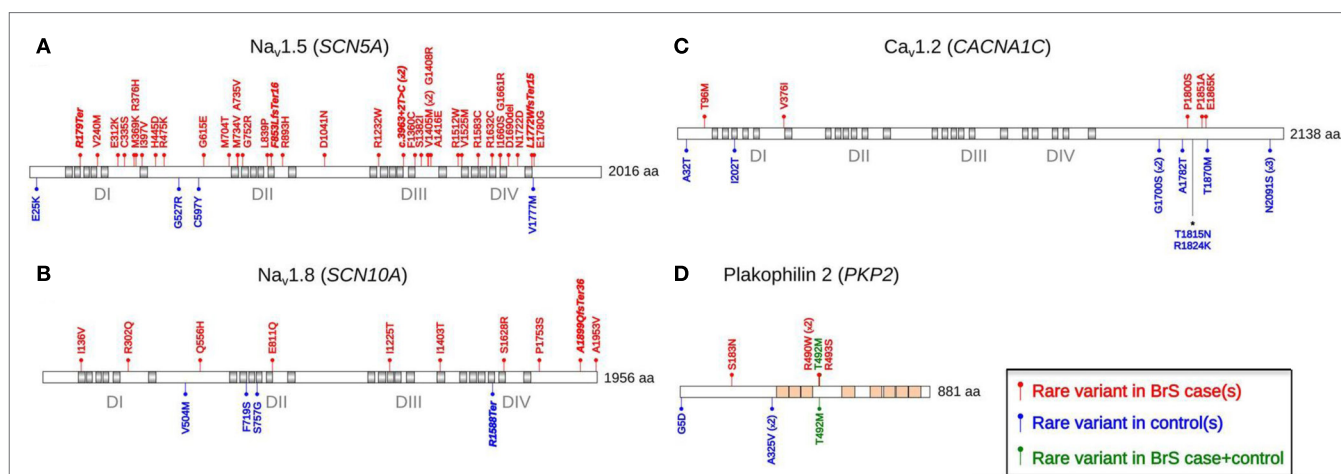 A
Nav1.5 (SCN5A)
R179Ter
V240M
E312K
C335S
M369K
R376H
I397V
H445D
R475K
G615E
M704T
M734V
A735V
G752R
L839P
F853LfsTer16
R893H
D1041N
R1232W
c.3963+2T>C (x2)
F1360C
S1382I
V1405M (x2)
G1408R
A1416E
R1512W
V1525M
R1583C
R1632C
I1660S
G1661R
D1690del
N1722D
L1772WfsTer15
E1780G
2016 aa
DI
DII
DIII
DIV
E25K
G527R
C597Y
V1777M
B
Nav1.8 (SCN10A)
I136V
R302Q
Q556H
E811Q
I1225T
I1403T
S1628R
P1753S
A1899QfsTer36
A1953V
1956 aa
DI
DII
DIII
DIV
V504M
F719S
S757G
R1588Ter
C
Cav1.2 (CACNA1C)
T96M
V376I
P1800S
P1851A
E1865K
2138 aa
DI
DII
DIII
DIV
A32T
I202T
G1700S (x2)
A1782T
*
T1815N
R1824K
T1870M
N2091S (x3)
D
Plakophilin 2 (PKP2)
S183N
R490W (x2)
T492M
R493S
881 aa
G5D
A325V (x2)
T492M
Rare variant in BrS case(s)
Rare variant in control(s)
Rare variant in BrS case+control